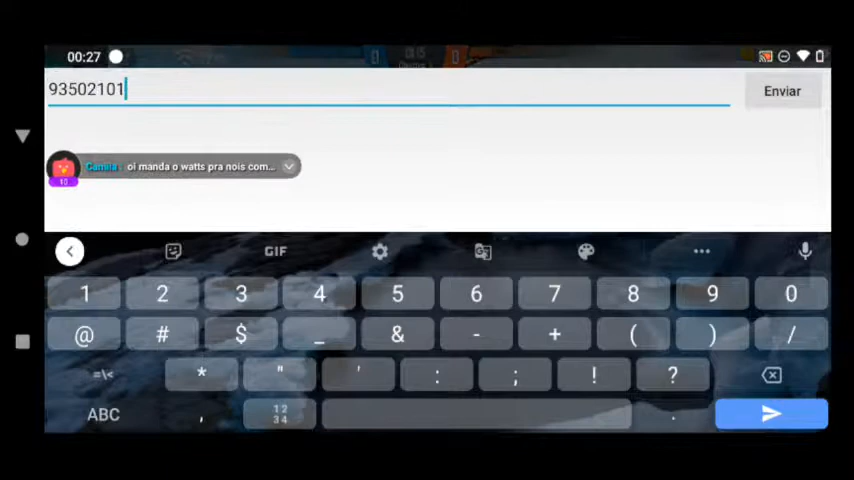 00:27
93502101
Enviar
Camila : oi manda o watts pra nois com...
10
GIF
1 2 3 4 5 6 7 8 9 0
@ # $ _ & - + ( ) /
=\< * " ' : ; ! ?
ABC , 12 34 .